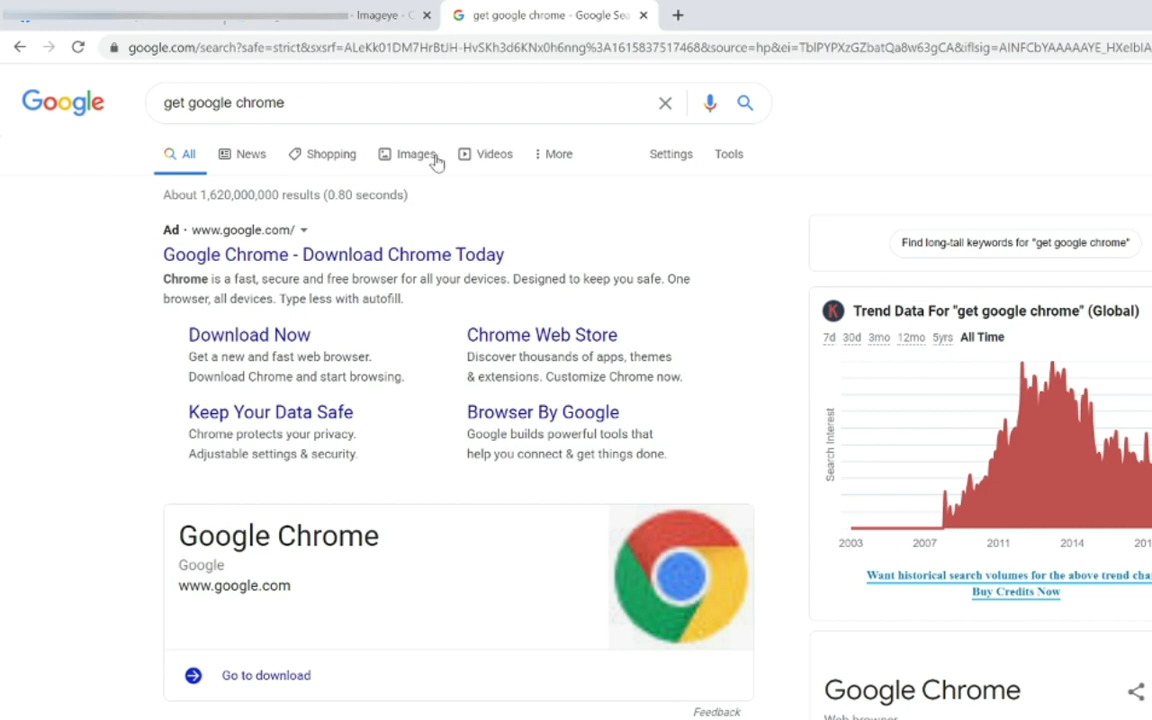 - Imageye - C
get google chrome - Google Sea
google.com/search?safe=strict&sxsrf=ALeKk01DM7HrBtJH-HvSKh3d6KNx0h6nng%3A1615837517468&source=hp&ei=TblPYPXzGZbatQa8w63gCA&iflsig=AINFCbYAAAAAYE_HXeIbIA
Google
get google chrome
All News Shopping Images Videos More Settings Tools
About 1,620,000,000 results (0.80 seconds)
Ad · www.google.com/
Google Chrome - Download Chrome Today
Chrome is a fast, secure and free browser for all your devices. Designed to keep you safe. One
browser, all devices. Type less with autofill.
Download Now
Get a new and fast web browser.
Download Chrome and start browsing.
Chrome Web Store
Discover thousands of apps, themes
& extensions. Customize Chrome now.
Keep Your Data Safe
Chrome protects your privacy.
Adjustable settings & security.
Browser By Google
Google builds powerful tools that
help you connect & get things done.
Google Chrome
Google
www.google.com
Go to download
Feedback
Find long-tail keywords for "get google chrome"
K
Trend Data For "get google chrome" (Global)
7d 30d 3mo 12mo 5yrs All Time
Search Interest
2003 2007 2011 2014 201
Want historical search volumes for the above trend cha
Buy Credits Now
Google Chrome
Web browser